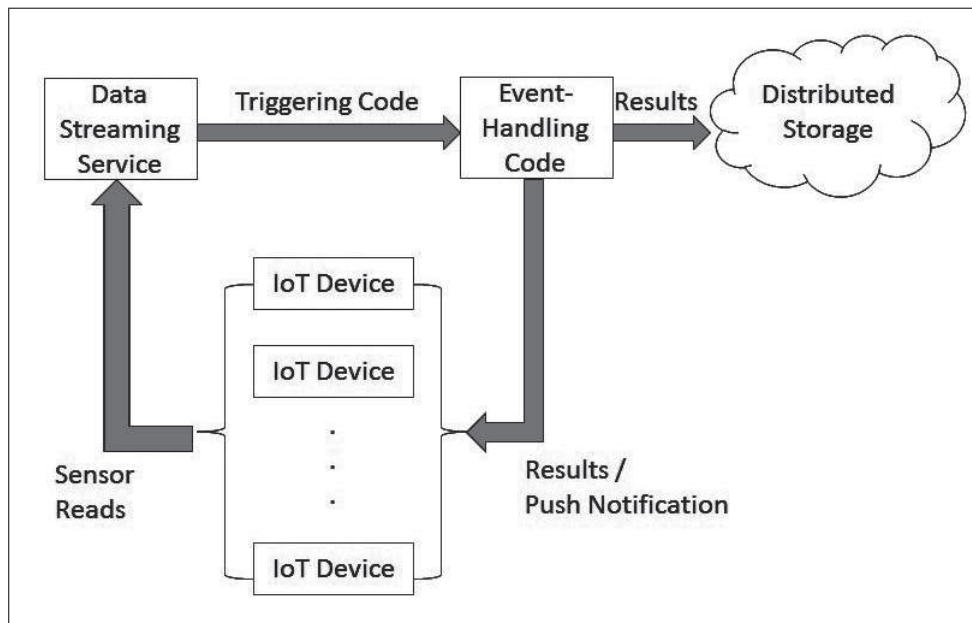 Data
Streaming
Service
Triggering Code
Event-
Handling
Code
Results
Distributed
Storage
IoT Device
IoT Device
.
.
.
IoT Device
Sensor
Reads
Results /
Push Notification